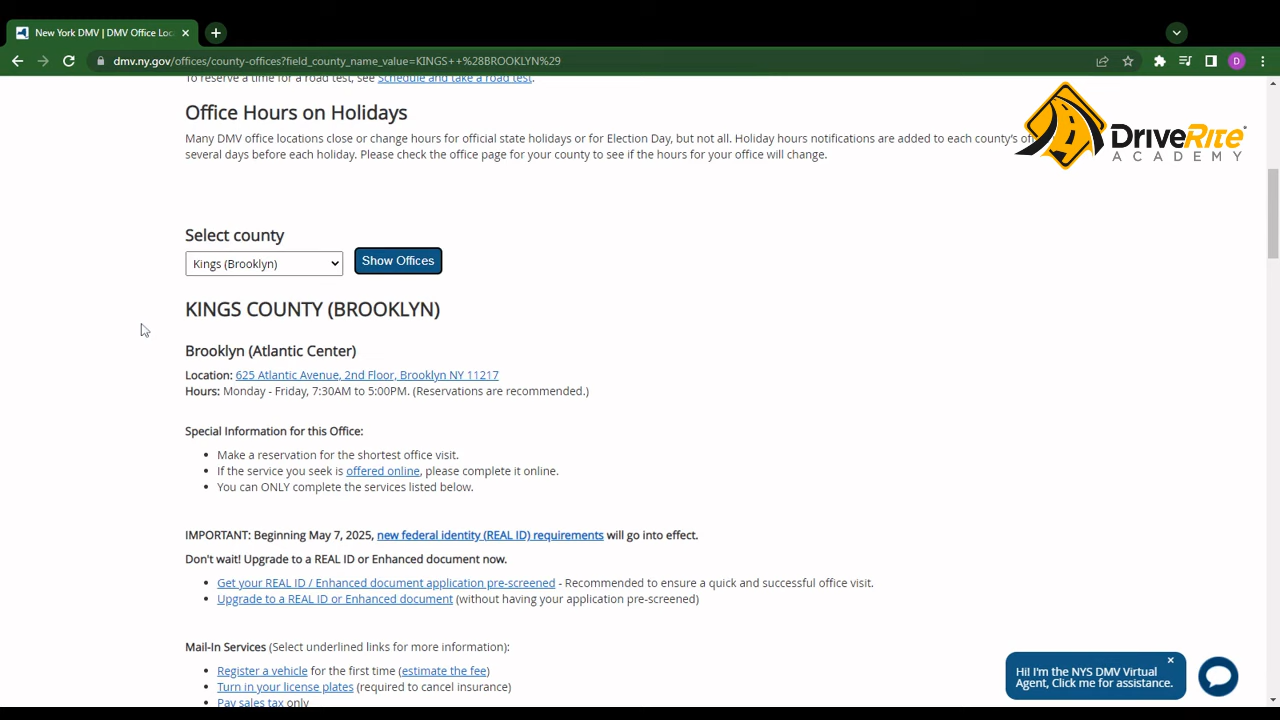 New York DMV | DMV Office Loc
dmv.ny.gov/offices/county-offices?field_county_name_value=KINGS++%28BROOKLYN%29
D
To reserve a time for a road test, see Schedule and take a road test.
Office Hours on Holidays
Many DMV office locations close or change hours for official state holidays or for Election Day, but not all. Holiday hours notifications are added to each county's of
several days before each holiday. Please check the office page for your county to see if the hours for your office will change.
DriveRite
ACADEMY
Select county
Kings (Brooklyn)
Show Offices
KINGS COUNTY (BROOKLYN)
Brooklyn (Atlantic Center)
Location: 625 Atlantic Avenue, 2nd Floor, Brooklyn NY 11217
Hours: Monday - Friday, 7:30AM to 5:00PM. (Reservations are recommended.)
Special Information for this Office:
Make a reservation for the shortest office visit.
If the service you seek is offered online, please complete it online.
You can ONLY complete the services listed below.
IMPORTANT: Beginning May 7, 2025, new federal identity (REAL ID) requirements will go into effect.
Don't wait! Upgrade to a REAL ID or Enhanced document now.
Get your REAL ID / Enhanced document application pre-screened - Recommended to ensure a quick and successful office visit.
Upgrade to a REAL ID or Enhanced document (without having your application pre-screened)
Mail-In Services (Select underlined links for more information):
Register a vehicle for the first time (estimate the fee)
Turn in your license plates (required to cancel insurance)
Pay sales tax only
Hi! I'm the NYS DMV Virtual
Agent, Click me for assistance.